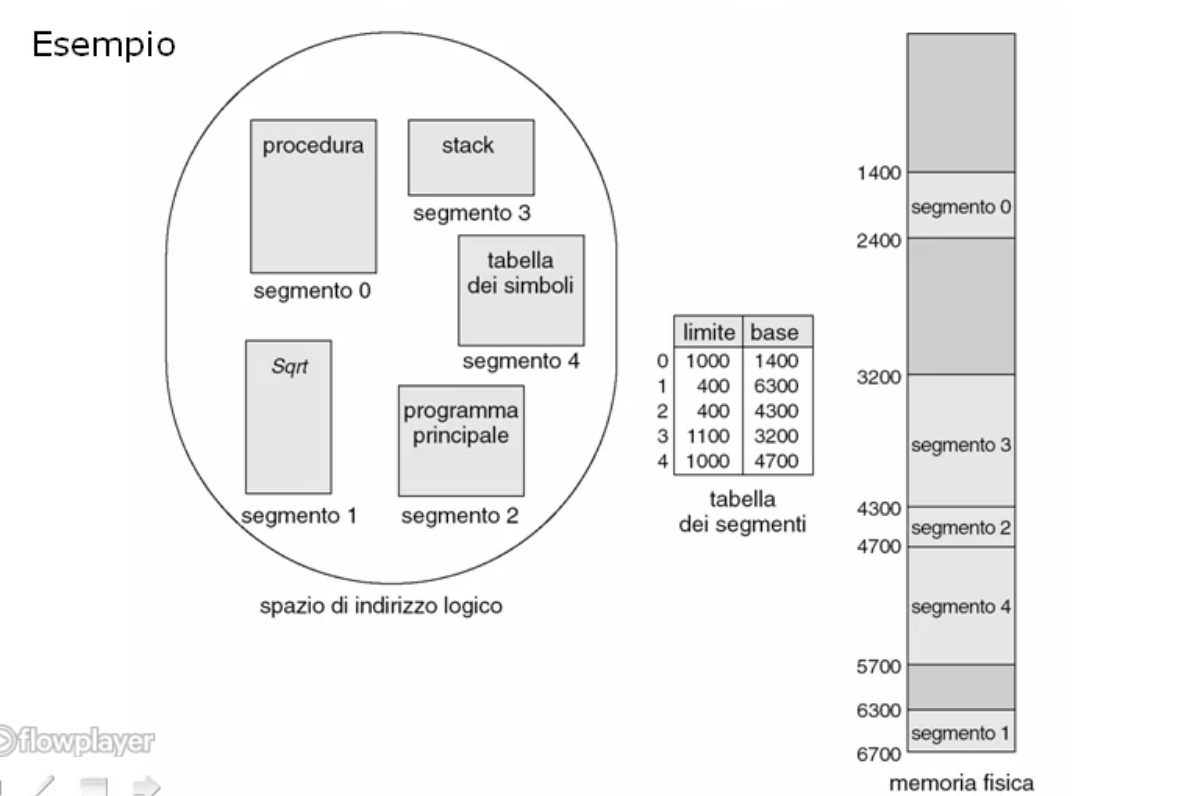 Esempio
procedura
segmento 0
stack
segmento 3
tabella
dei simboli
segmento 4
Sqrt
segmento 1
programma
principale
segmento 2
spazio di indirizzo logico
limite base
0 1000 1400
1 400 6300
2 400 4300
3 1100 3200
4 1000 4700
tabella
dei segmenti
1400
segmento 0
2400
3200
segmento 3
4300
segmento 2
4700
segmento 4
5700
6300
segmento 1
6700
memoria fisica
flowplayer